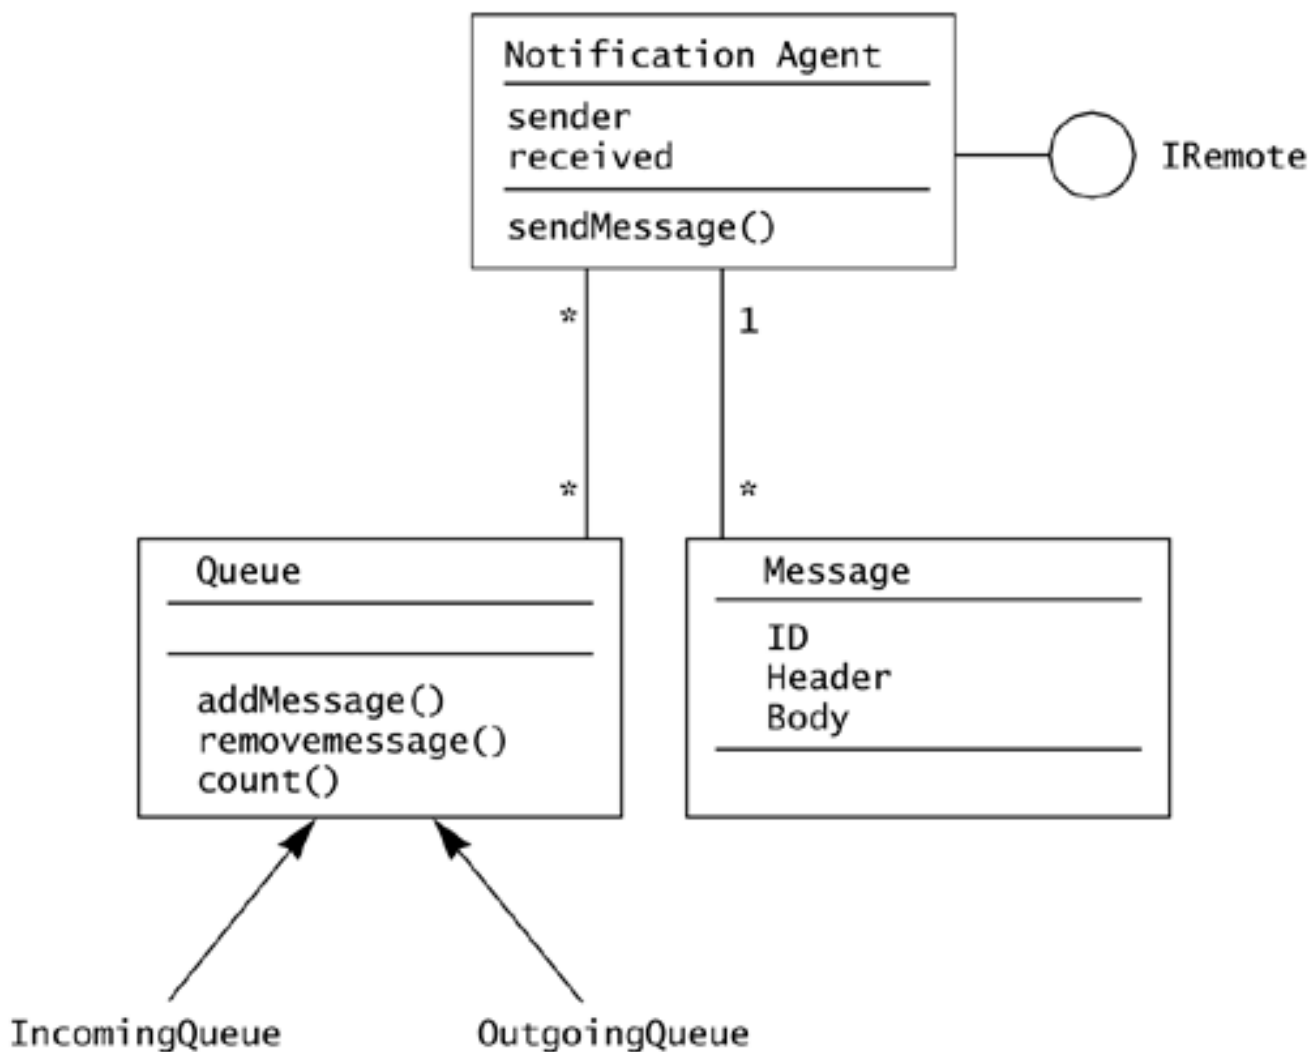 Notification Agent
sender
received
sendMessage()
IRemote
* 1
* *
Queue
addMessage()
removemessage()
count()
Message
ID
Header
Body
IncomingQueue
OutgoingQueue